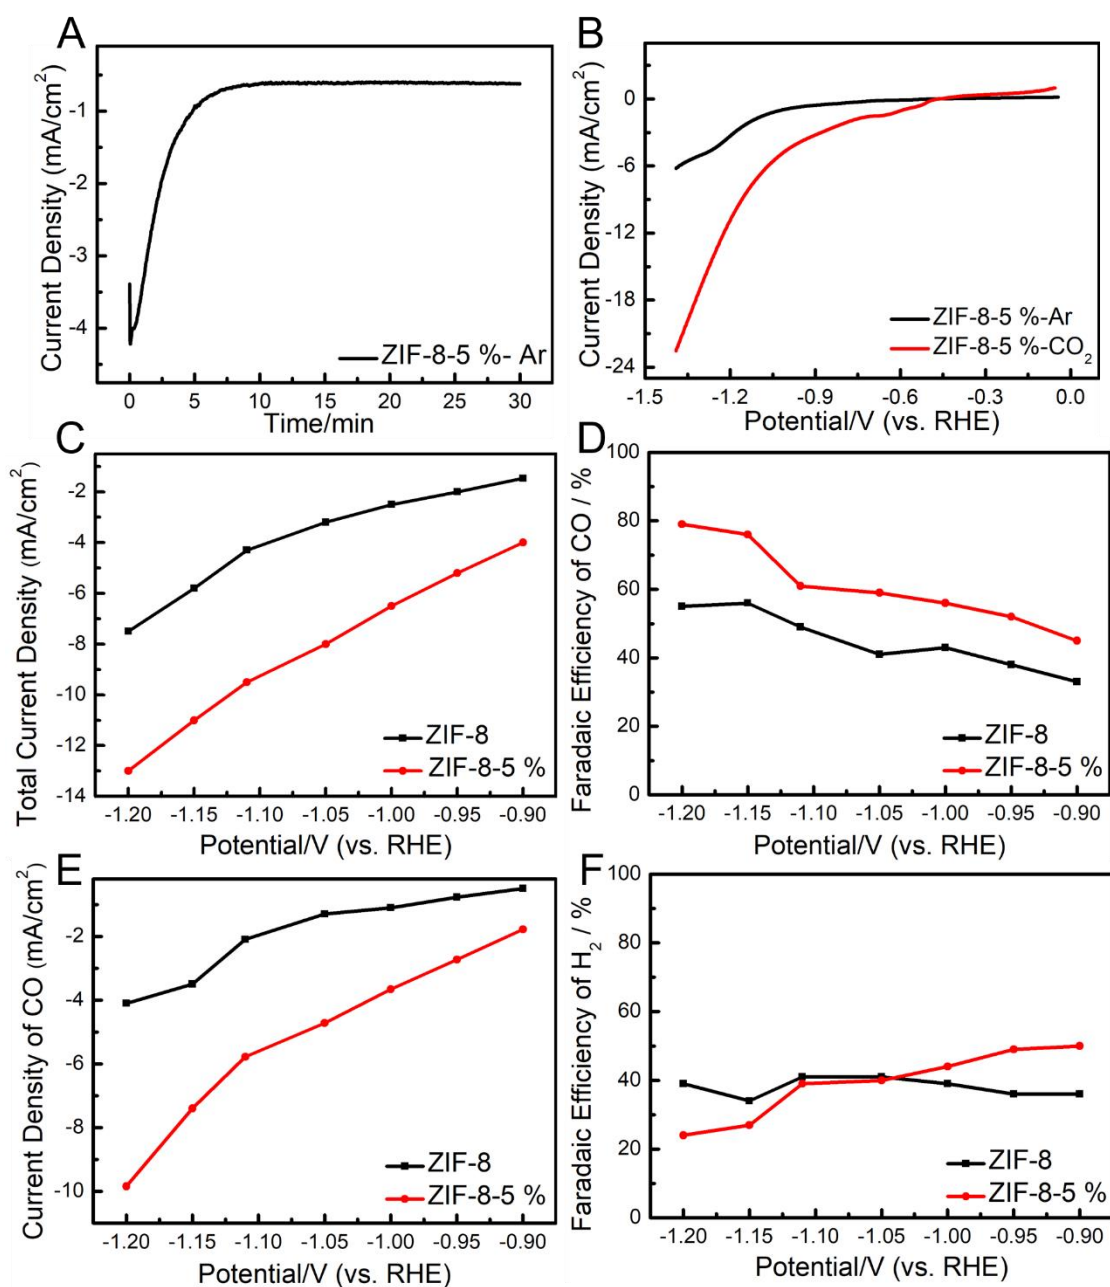 A
Current Density (mA/cm²)
-1
-2
-3
-4
ZIF-8-5 %- Ar
0 5 10 15 20 25 30
Time/min
B
Current Density (mA/cm²)
0
-6
-12
-18
-24
ZIF-8-5 %-Ar
ZIF-8-5 %-CO₂
-1.5 -1.2 -0.9 -0.6 -0.3 0.0
Potential/V (vs. RHE)
C
Total Current Density (mA/cm²)
-2
-4
-6
-8
-10
-12
-14
ZIF-8
ZIF-8-5 %
-1.20 -1.15 -1.10 -1.05 -1.00 -0.95 -0.90
Potential/V (vs. RHE)
D
Faradaic Efficiency of CO / %
100
80
60
40
20
0
ZIF-8
ZIF-8-5 %
-1.20 -1.15 -1.10 -1.05 -1.00 -0.95 -0.90
Potential/V (vs. RHE)
E
Current Density of CO (mA/cm²)
-2
-4
-6
-8
-10
ZIF-8
ZIF-8-5 %
-1.20 -1.15 -1.10 -1.05 -1.00 -0.95 -0.90
Potential/V (vs. RHE)
F
Faradaic Efficiency of H₂ / %
100
80
60
40
20
0
ZIF-8
ZIF-8-5 %
-1.20 -1.15 -1.10 -1.05 -1.00 -0.95 -0.90
Potential/V (vs. RHE)